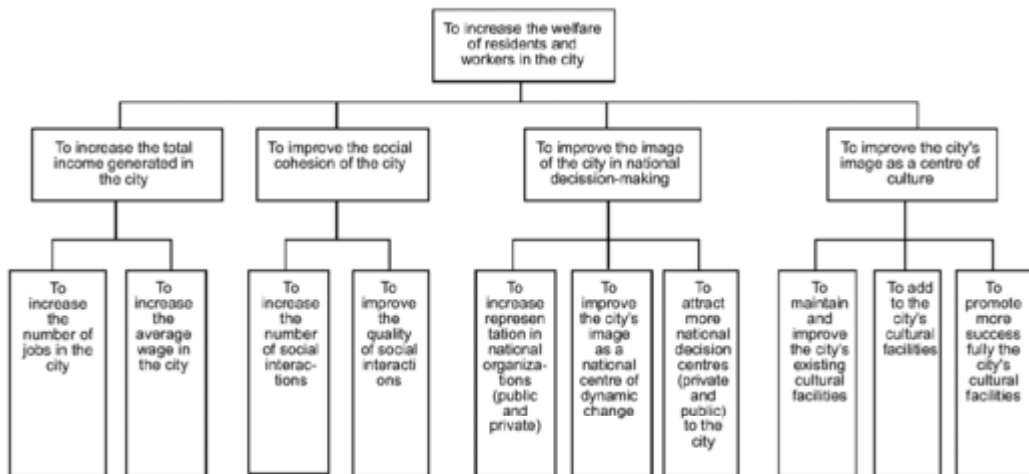 To increase the welfare
of residents and
workers in the city
To increase the total
income generated in
the city
To improve the social
cohesion of the city
To improve the image
of the city in national
decission-making
To improve the city's
image as a centre of
culture
To
increase
the
number of
jobs in the
city
To
increase
the
average
wage in
the city
To
increase
the
number
of social
interac-
tions
To
improve
the
quality
of social
interacti
ons
To
increase
represen
tation in
national
organiza-
tions
(public
and
private)
To
improve
the city's
image
as a
national
centre of
dynamic
change
To
attract
more
national
decision
centres
(private
and
public)
to the
city
To
maintain
and
improve
the city's
existing
cultural
facilities
To add
to the
city's
cultural
facilities
To
promote
more
success
fully the
city's
cultural
facilities